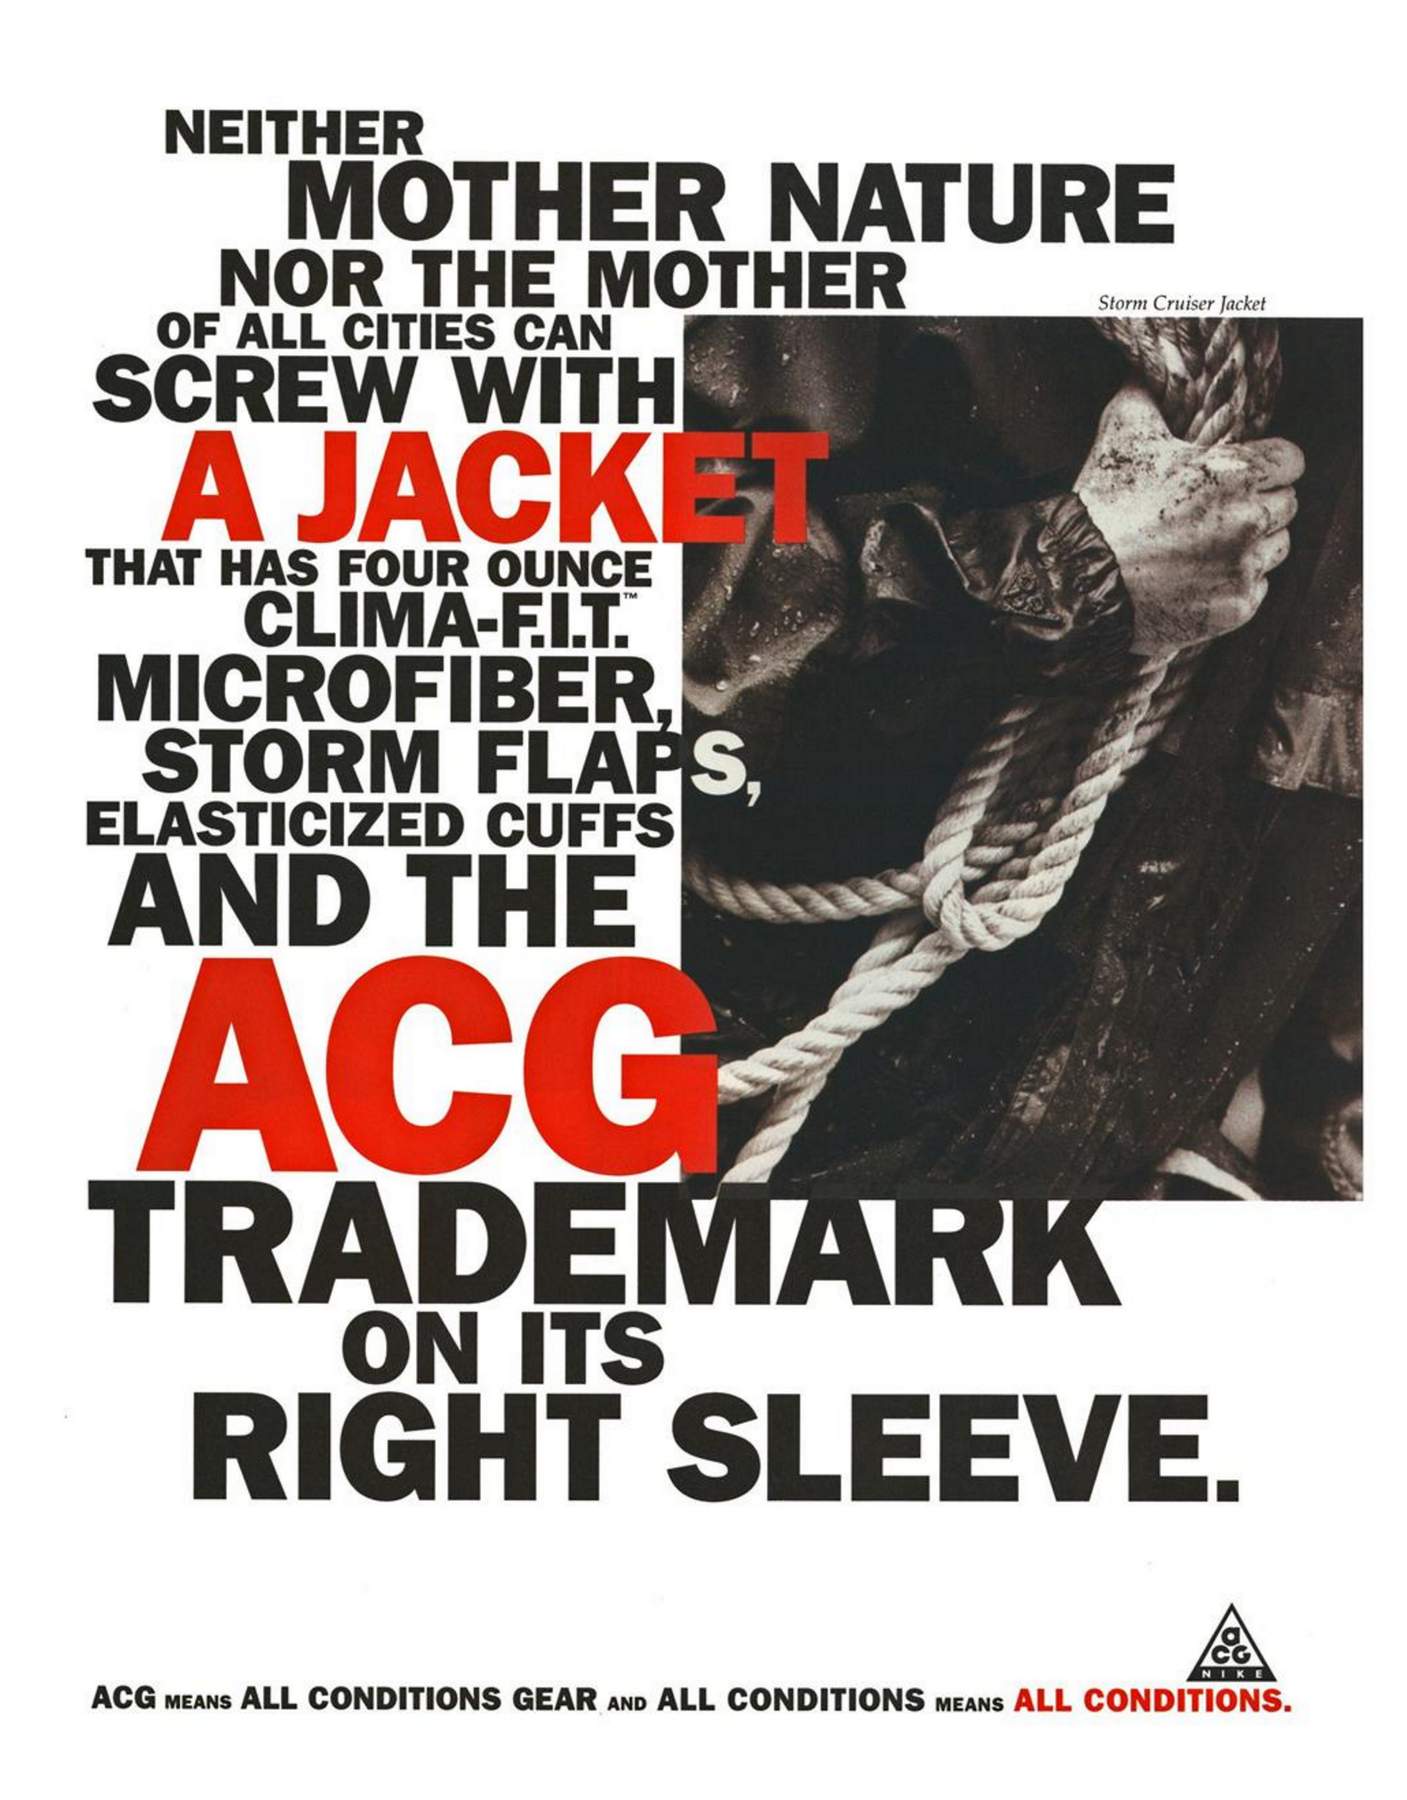 NEITHER
MOTHER NATURE
NOR THE MOTHER
OF ALL CITIES CAN
SCREW WITH
A JACKET
THAT HAS FOUR OUNCE
CLIMA-F.I.T.™
MICROFIBER,
STORM FLAPS,
ELASTICIZED CUFFS
AND THE
ACG
TRADEMARK
ON ITS
RIGHT SLEEVE.
Storm Cruiser Jacket
aCG
NIKE
ACG MEANS ALL CONDITIONS GEAR AND ALL CONDITIONS MEANS ALL CONDITIONS.